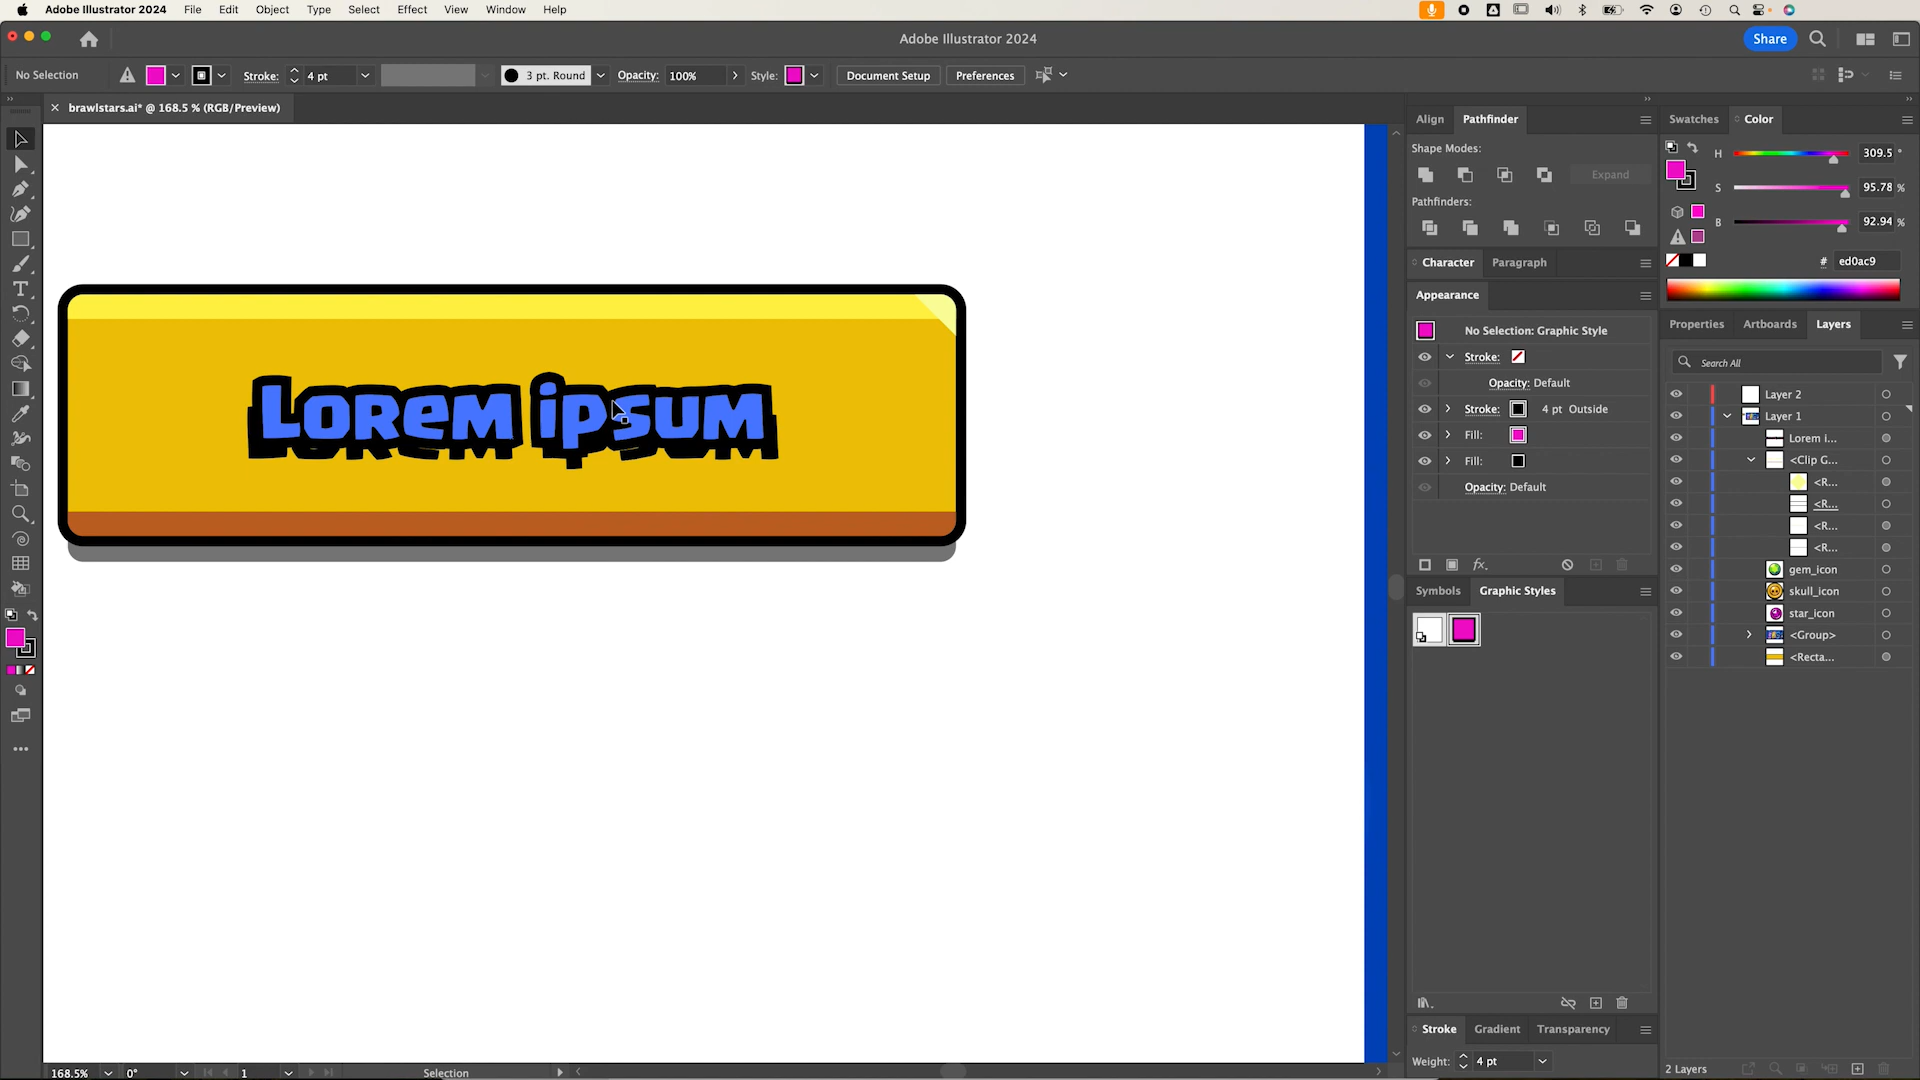 Adobe Illustrator 2024 File Edit Object Type Select Effect View Window Help
Adobe Illustrator 2024 Share
No Selection Stroke: 4 pt 3 pt. Round Opacity: 100% Style: Document Setup Preferences
brawlstars.ai* @ 168.5 % (RGB/Preview)
Lorem ipsum
168.5% 0° 1 Selection
Align Pathfinder
Shape Modes:
Expand
Pathfinders:
Character Paragraph
Appearance
No Selection: Graphic Style
Stroke:
Opacity: Default
Stroke: 4 pt Outside
Fill:
Fill:
Opacity: Default
fx.
Symbols Graphic Styles
Stroke Gradient Transparency
Weight: 4 pt
Swatches Color
H 309.5 °
S 95.78 %
B 92.94 %
# ed0ac9
Properties Artboards Layers
Search All
Layer 2
Layer 1
Lorem i...
<Clip G...
<R...
<R...
<R...
<R...
gem_icon
skull_icon
star_icon
<Group>
<Recta...
2 Layers